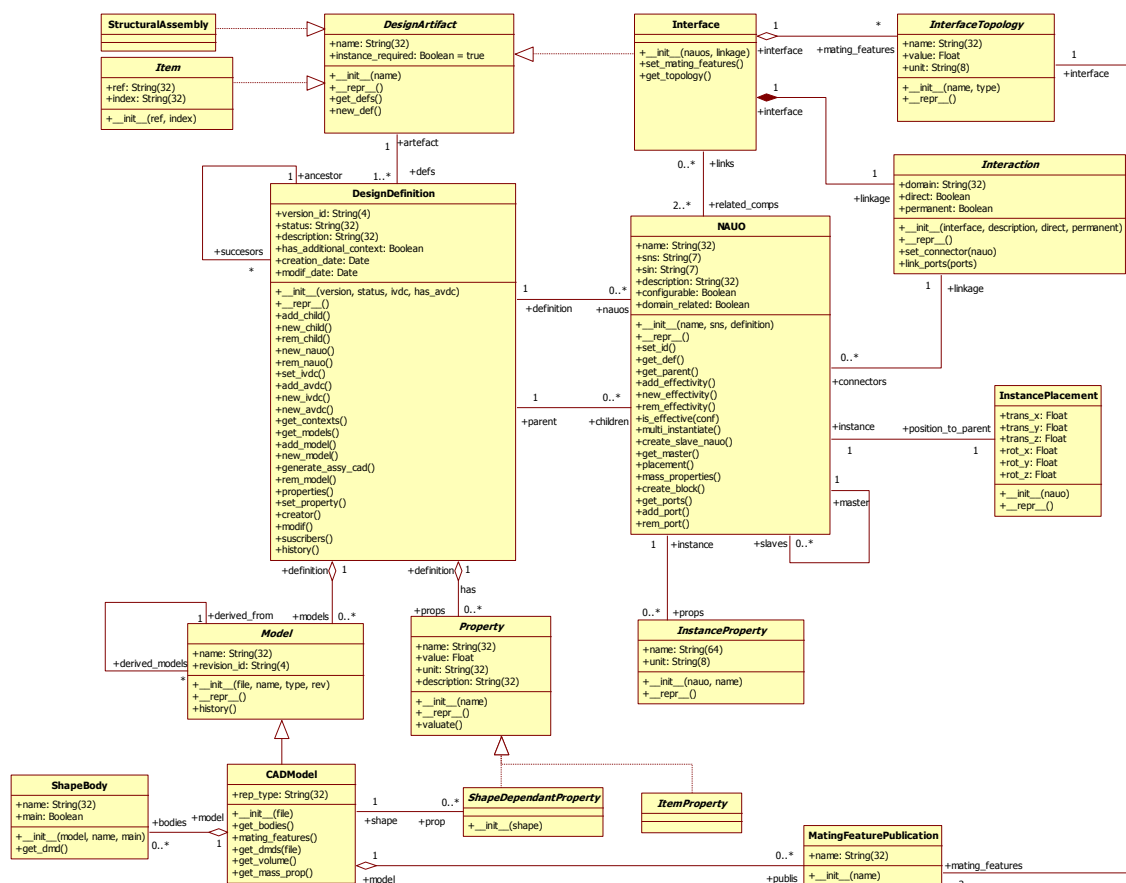 StructuralAssembly
Item
+ref: String(32)
+index: String(32)
+__init__(ref, index)
DesignArtifact
+name: String(32)
+instance_required: Boolean = true
+__init__(name)
+__repr__()
+get_defs()
+new_def()
Interface
+__init__(nauos, linkage)
+set_mating_features()
+get_topology()
1
+interface
*
+mating_features
InterfaceTopology
+name: String(32)
+value: Float
+unit: String(8)
+__init__(name, type)
+__repr__()
1
+interface
1
+interface
1
+linkage
Interaction
+domain: String(32)
+direct: Boolean
+permanent: Boolean
+__init__(interface, description, direct, permanent)
+__repr__()
+set_connector(nauo)
+link_ports(ports)
1
+linkage
0..*
+connectors
1
+artefact
1..*
+defs
0..*
+links
2..*
+related_comps
1
+ancestor
+succesors
*
DesignDefinition
+version_id: String(4)
+status: String(32)
+description: String(32)
+has_additional_context: Boolean
+creation_date: Date
+modif_date: Date
+__init__(version, status, ivdc, has_avdc)
+__repr__()
+add_child()
+new_child()
+rem_child()
+new_nauo()
+rem_nauo()
+set_ivdc()
+add_avdc()
+new_ivdc()
+new_avdc()
+get_contexts()
+get_models()
+add_model()
+new_model()
+generate_assy_cad()
+rem_model()
+properties()
+set_property()
+creator()
+modif()
+suscribers()
+history()
1
+definition
0..*
+nauos
1
+parent
0..*
+children
NAUO
+name: String(32)
+sns: String(7)
+sin: String(7)
+description: String(32)
+configurable: Boolean
+domain_related: Boolean
+__init__(name, sns, definition)
+__repr__()
+set_id()
+get_def()
+get_parent()
+add_effectivity()
+new_effectivity()
+rem_effectivity()
+is_effective(conf)
+multi_instantiate()
+create_slave_nauo()
+get_master()
+placement()
+mass_properties()
+create_block()
+get_ports()
+add_port()
+rem_port()
+instance
1
+position_to_parent
1
InstancePlacement
+trans_x: Float
+trans_y: Float
+trans_z: Float
+rot_x: Float
+rot_y: Float
+rot_z: Float
+__init__(nauo)
+__repr__()
1
+master
+slaves
0..*
1
+instance
0..*
+props
InstanceProperty
+name: String(64)
+unit: String(8)
+__init__(nauo, name)
+__repr__()
+definition
1
+models
0..*
+definition
1
has
+props
0..*
1
+derived_from
+derived_models
*
Model
+name: String(32)
+revision_id: String(4)
+__init__(file, name, type, rev)
+__repr__()
+history()
Property
+name: String(32)
+value: Float
+unit: String(32)
+description: String(32)
+__init__(name)
+__repr__()
+valuate()
ShapeBody
+name: String(32)
+main: Boolean
+__init__(model, name, main)
+get_dmd()
+bodies
0..*
+model
1
CADModel
+rep_type: String(32)
+__init__(file)
+get_bodies()
+mating_features()
+get_dmds(file)
+get_volume()
+get_mass_prop()
1
+shape
0..*
+prop
ShapeDependantProperty
+__init__(shape)
ItemProperty
1
+model
0..*
+publis
MatingFeaturePublication
+name: String(32)
+__init__(name)
+mating_features